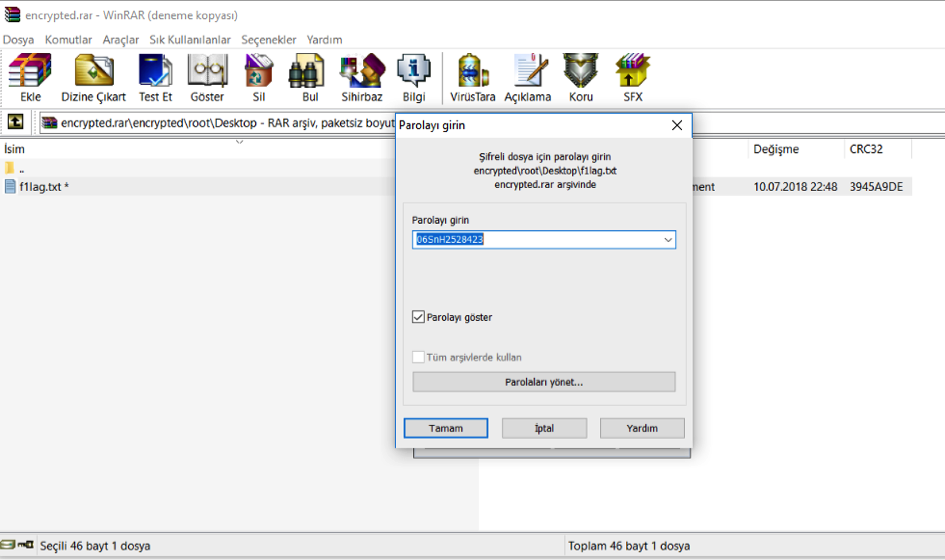 encrypted.rar - WinRAR (deneme kopyası)
Dosya Komutlar Araçlar Sık Kullanılanlar Seçenekler Yardım
Ekle Dizine Çıkart Test Et Göster Sil Bul Sihirbaz Bilgi VirüsTara Açıklama Koru SFX
encrypted.rar\encrypted\root\Desktop - RAR arşiv, paketsiz boyut
İsim Değişme CRC32
..
f1lag.txt * ment 10.07.2018 22:48 3945A9DE
Parolayı girin
Şifreli dosya için parolayı girin
encrypted\root\Desktop\f1lag.txt
encrypted.rar arşivinde
Parolayı girin
06SnH2528423
Parolayı göster
Tüm arşivlerde kullan
Parolaları yönet...
Tamam İptal Yardım
Seçili 46 bayt 1 dosya Toplam 46 bayt 1 dosya